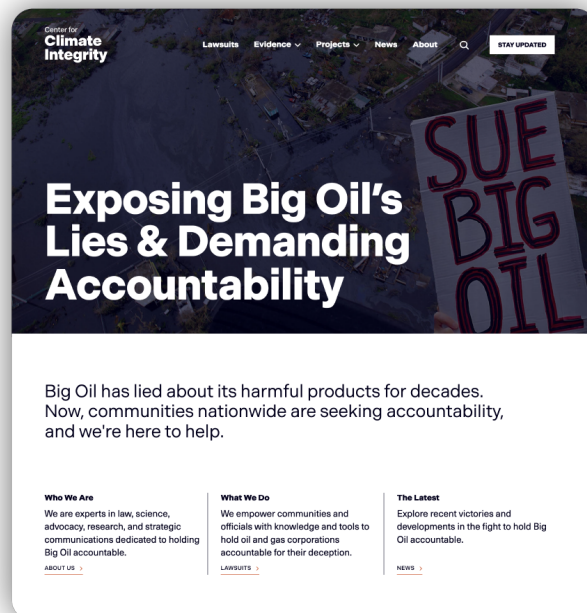 Center for
Climate
Integrity
Lawsuits Evidence Projects News About
STAY UPDATED
SUE
BIG
OIL
Exposing Big Oil's
Lies & Demanding
Accountability
Big Oil has lied about its harmful products for decades.
Now, communities nationwide are seeking accountability,
and we're here to help.
Who We Are
We are experts in law, science,
advocacy, research, and strategic
communications dedicated to holding
Big Oil accountable.
ABOUT US >
What We Do
We empower communities and
officials with knowledge and tools to
hold oil and gas corporations
accountable for their deception.
LAWSUITS >
The Latest
Explore recent victories and
developments in the fight to hold Big
Oil accountable.
NEWS >